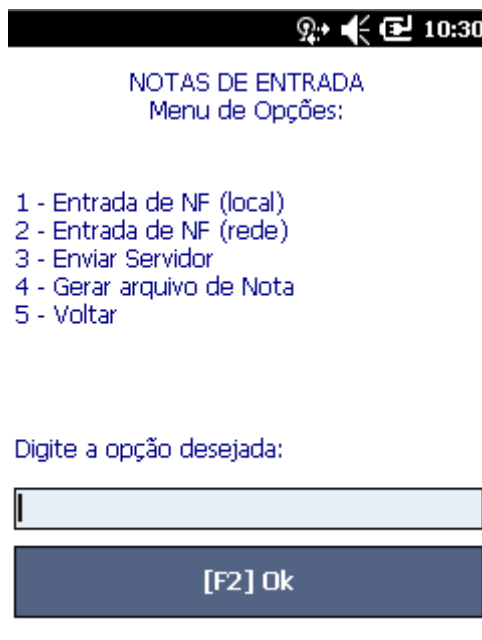 10:30
NOTAS DE ENTRADA
Menu de Opções:
1 - Entrada de NF (local)
2 - Entrada de NF (rede)
3 - Enviar Servidor
4 - Gerar arquivo de Nota
5 - Voltar
Digite a opção desejada:
[F2] Ok